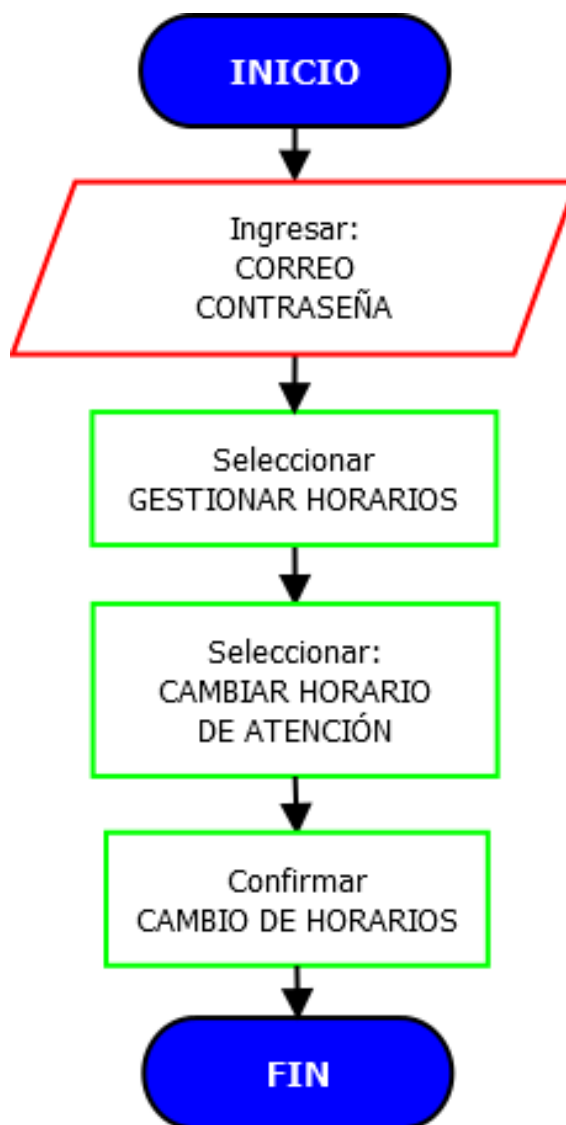 INICIO
Ingresar:
CORREO
CONTRASEÑA
Seleccionar
GESTIONAR HORARIOS
Seleccionar:
CAMBIAR HORARIO
DE ATENCIÓN
Confirmar
CAMBIO DE HORARIOS
FIN